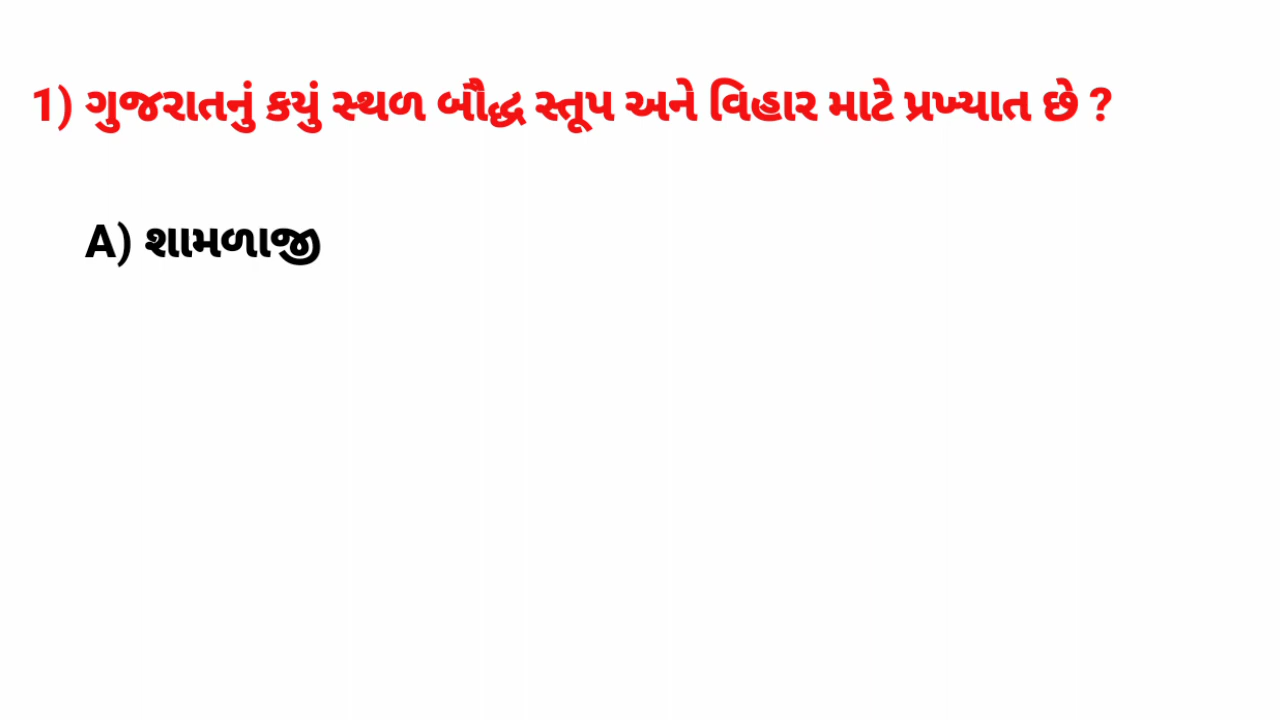 1) ગુજરાતનું કયું સ્થળ બૌદ્ધ સ્તૂપ અને વિહાર માટે પ્રખ્યાત છે ?
A) શામળાજી